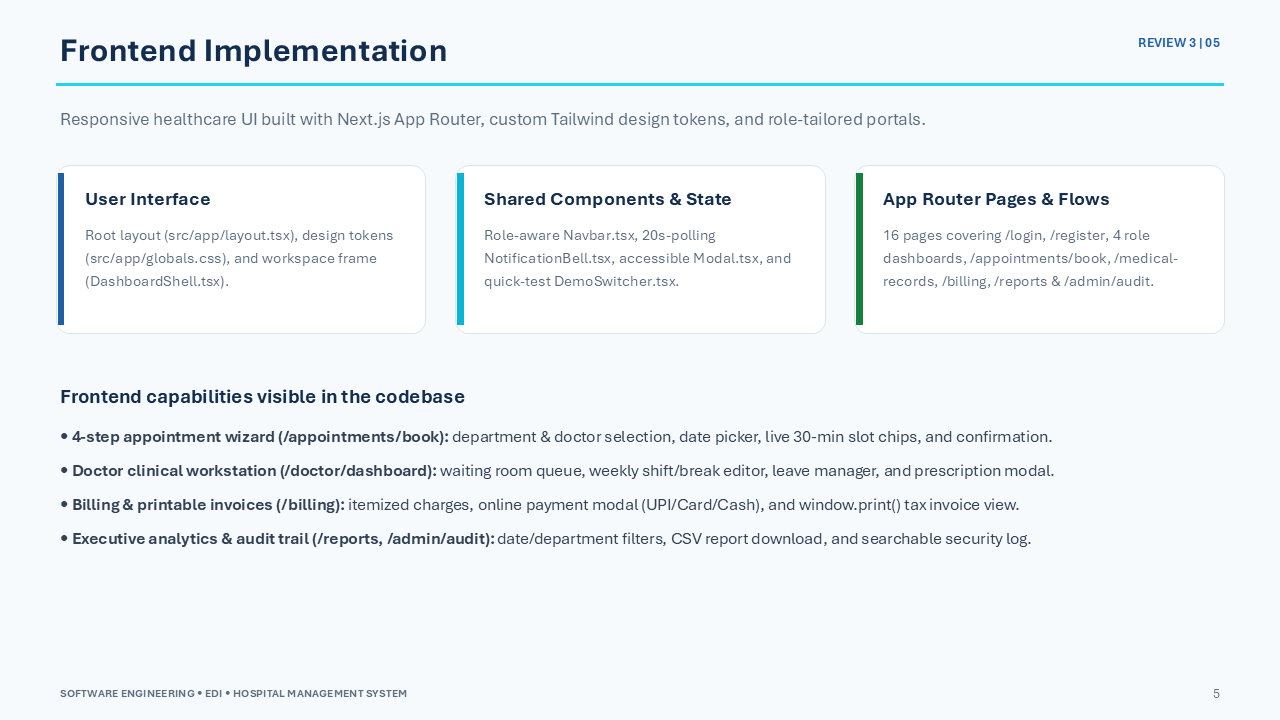 Frontend Implementation
REVIEW 3 | 05
Responsive healthcare UI built with Next.js App Router, custom Tailwind design tokens, and role-tailored portals.
User Interface
Root layout (src/app/layout.tsx), design tokens
(src/app/globals.css), and workspace frame
(DashboardShell.tsx).
Shared Components & State
Role-aware Navbar.tsx, 20s-polling
NotificationBell.tsx, accessible Modal.tsx, and
quick-test DemoSwitcher.tsx.
App Router Pages & Flows
16 pages covering /login, /register, 4 role
dashboards, /appointments/book, /medical-
records, /billing, /reports & /admin/audit.
Frontend capabilities visible in the codebase
• 4-step appointment wizard (/appointments/book): department & doctor selection, date picker, live 30-min slot chips, and confirmation.
• Doctor clinical workstation (/doctor/dashboard): waiting room queue, weekly shift/break editor, leave manager, and prescription modal.
• Billing & printable invoices (/billing): itemized charges, online payment modal (UPI/Card/Cash), and window.print() tax invoice view.
• Executive analytics & audit trail (/reports, /admin/audit): date/department filters, CSV report download, and searchable security log.
SOFTWARE ENGINEERING • EDI • HOSPITAL MANAGEMENT SYSTEM
5